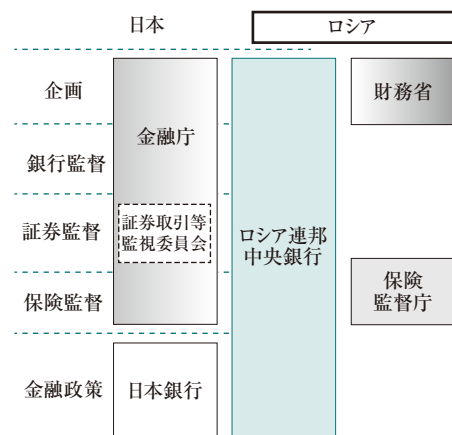 日本
ロシア
企画
金融庁
財務省
銀行監督
証券監督
証券取引等
監視委員会
ロシア連邦
中央銀行
保険監督
保険
監督庁
金融政策
日本銀行